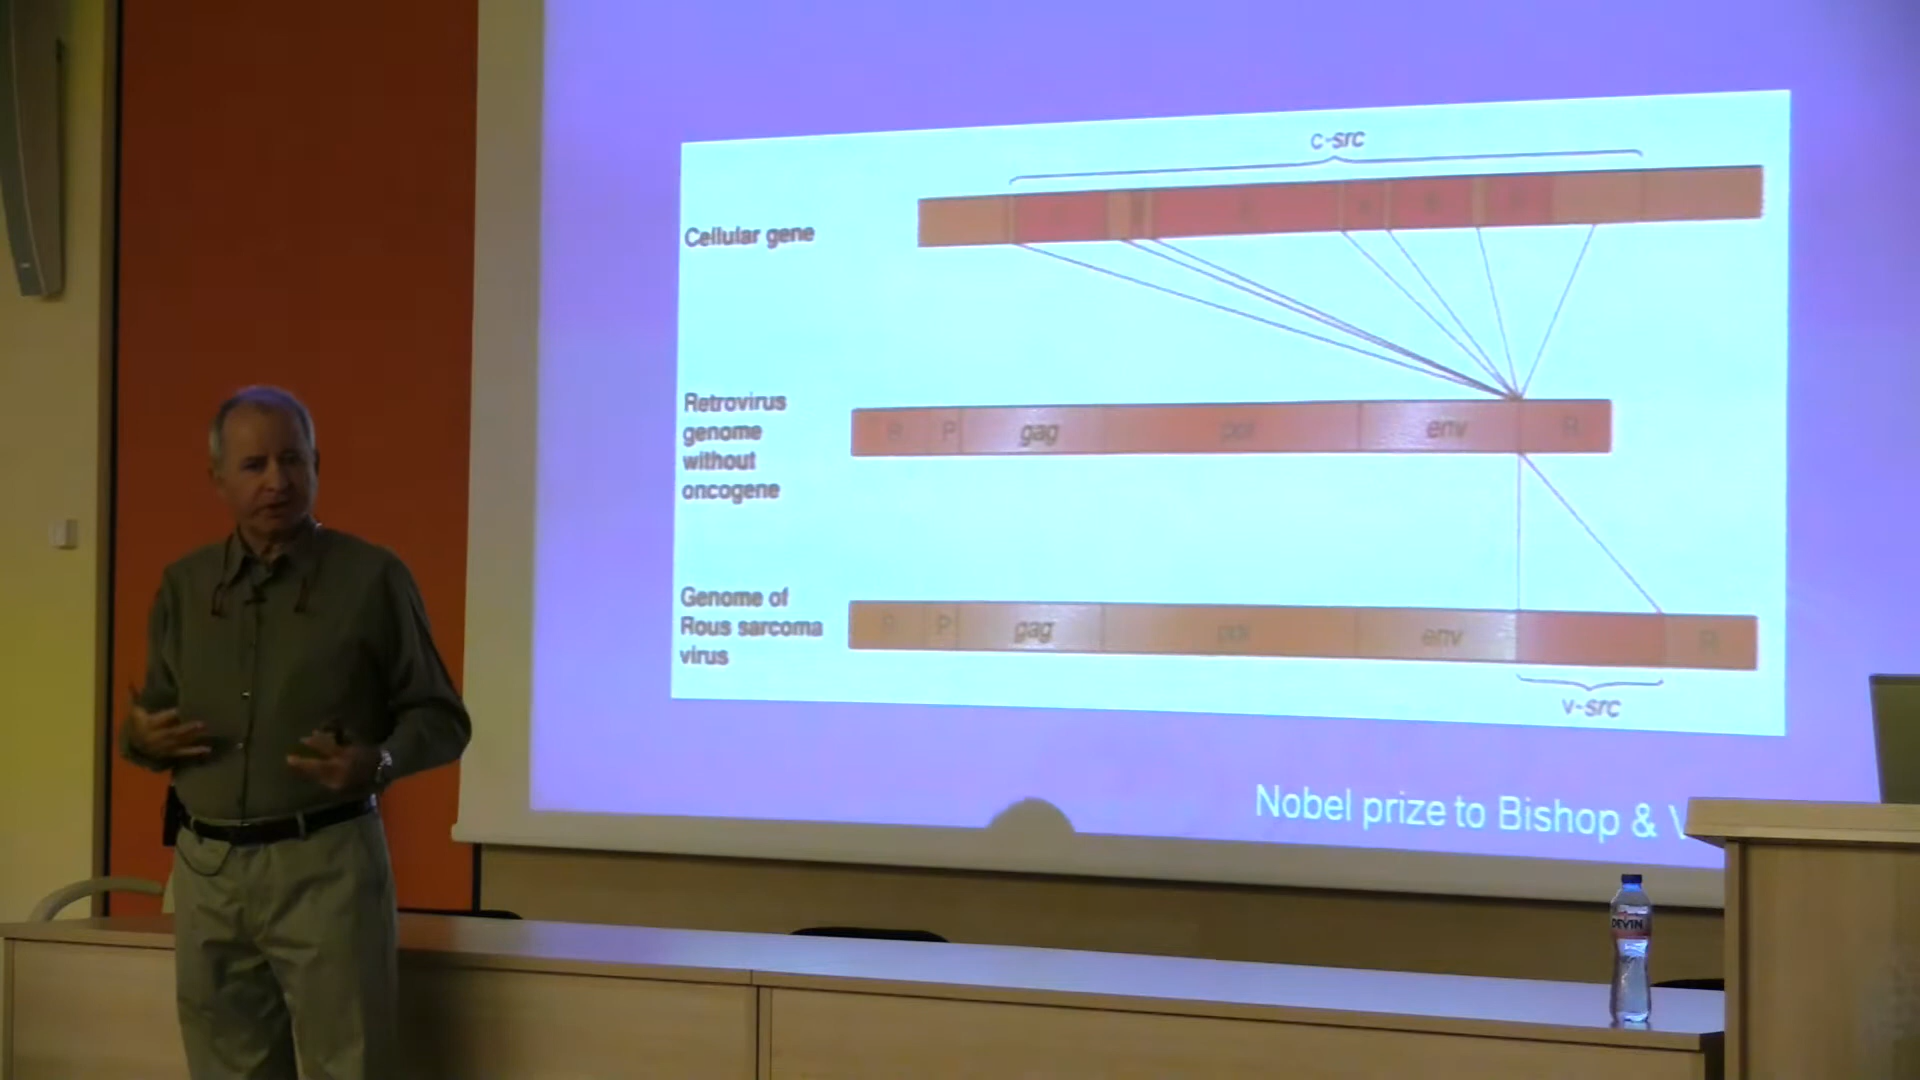 c-src
Cellular gene
Retrovirus
genome
without
oncogene
R P gag pol env R
Genome of
Rous sarcoma
virus
R P gag pol env R
v-src
Nobel prize to Bishop &
DEVIN